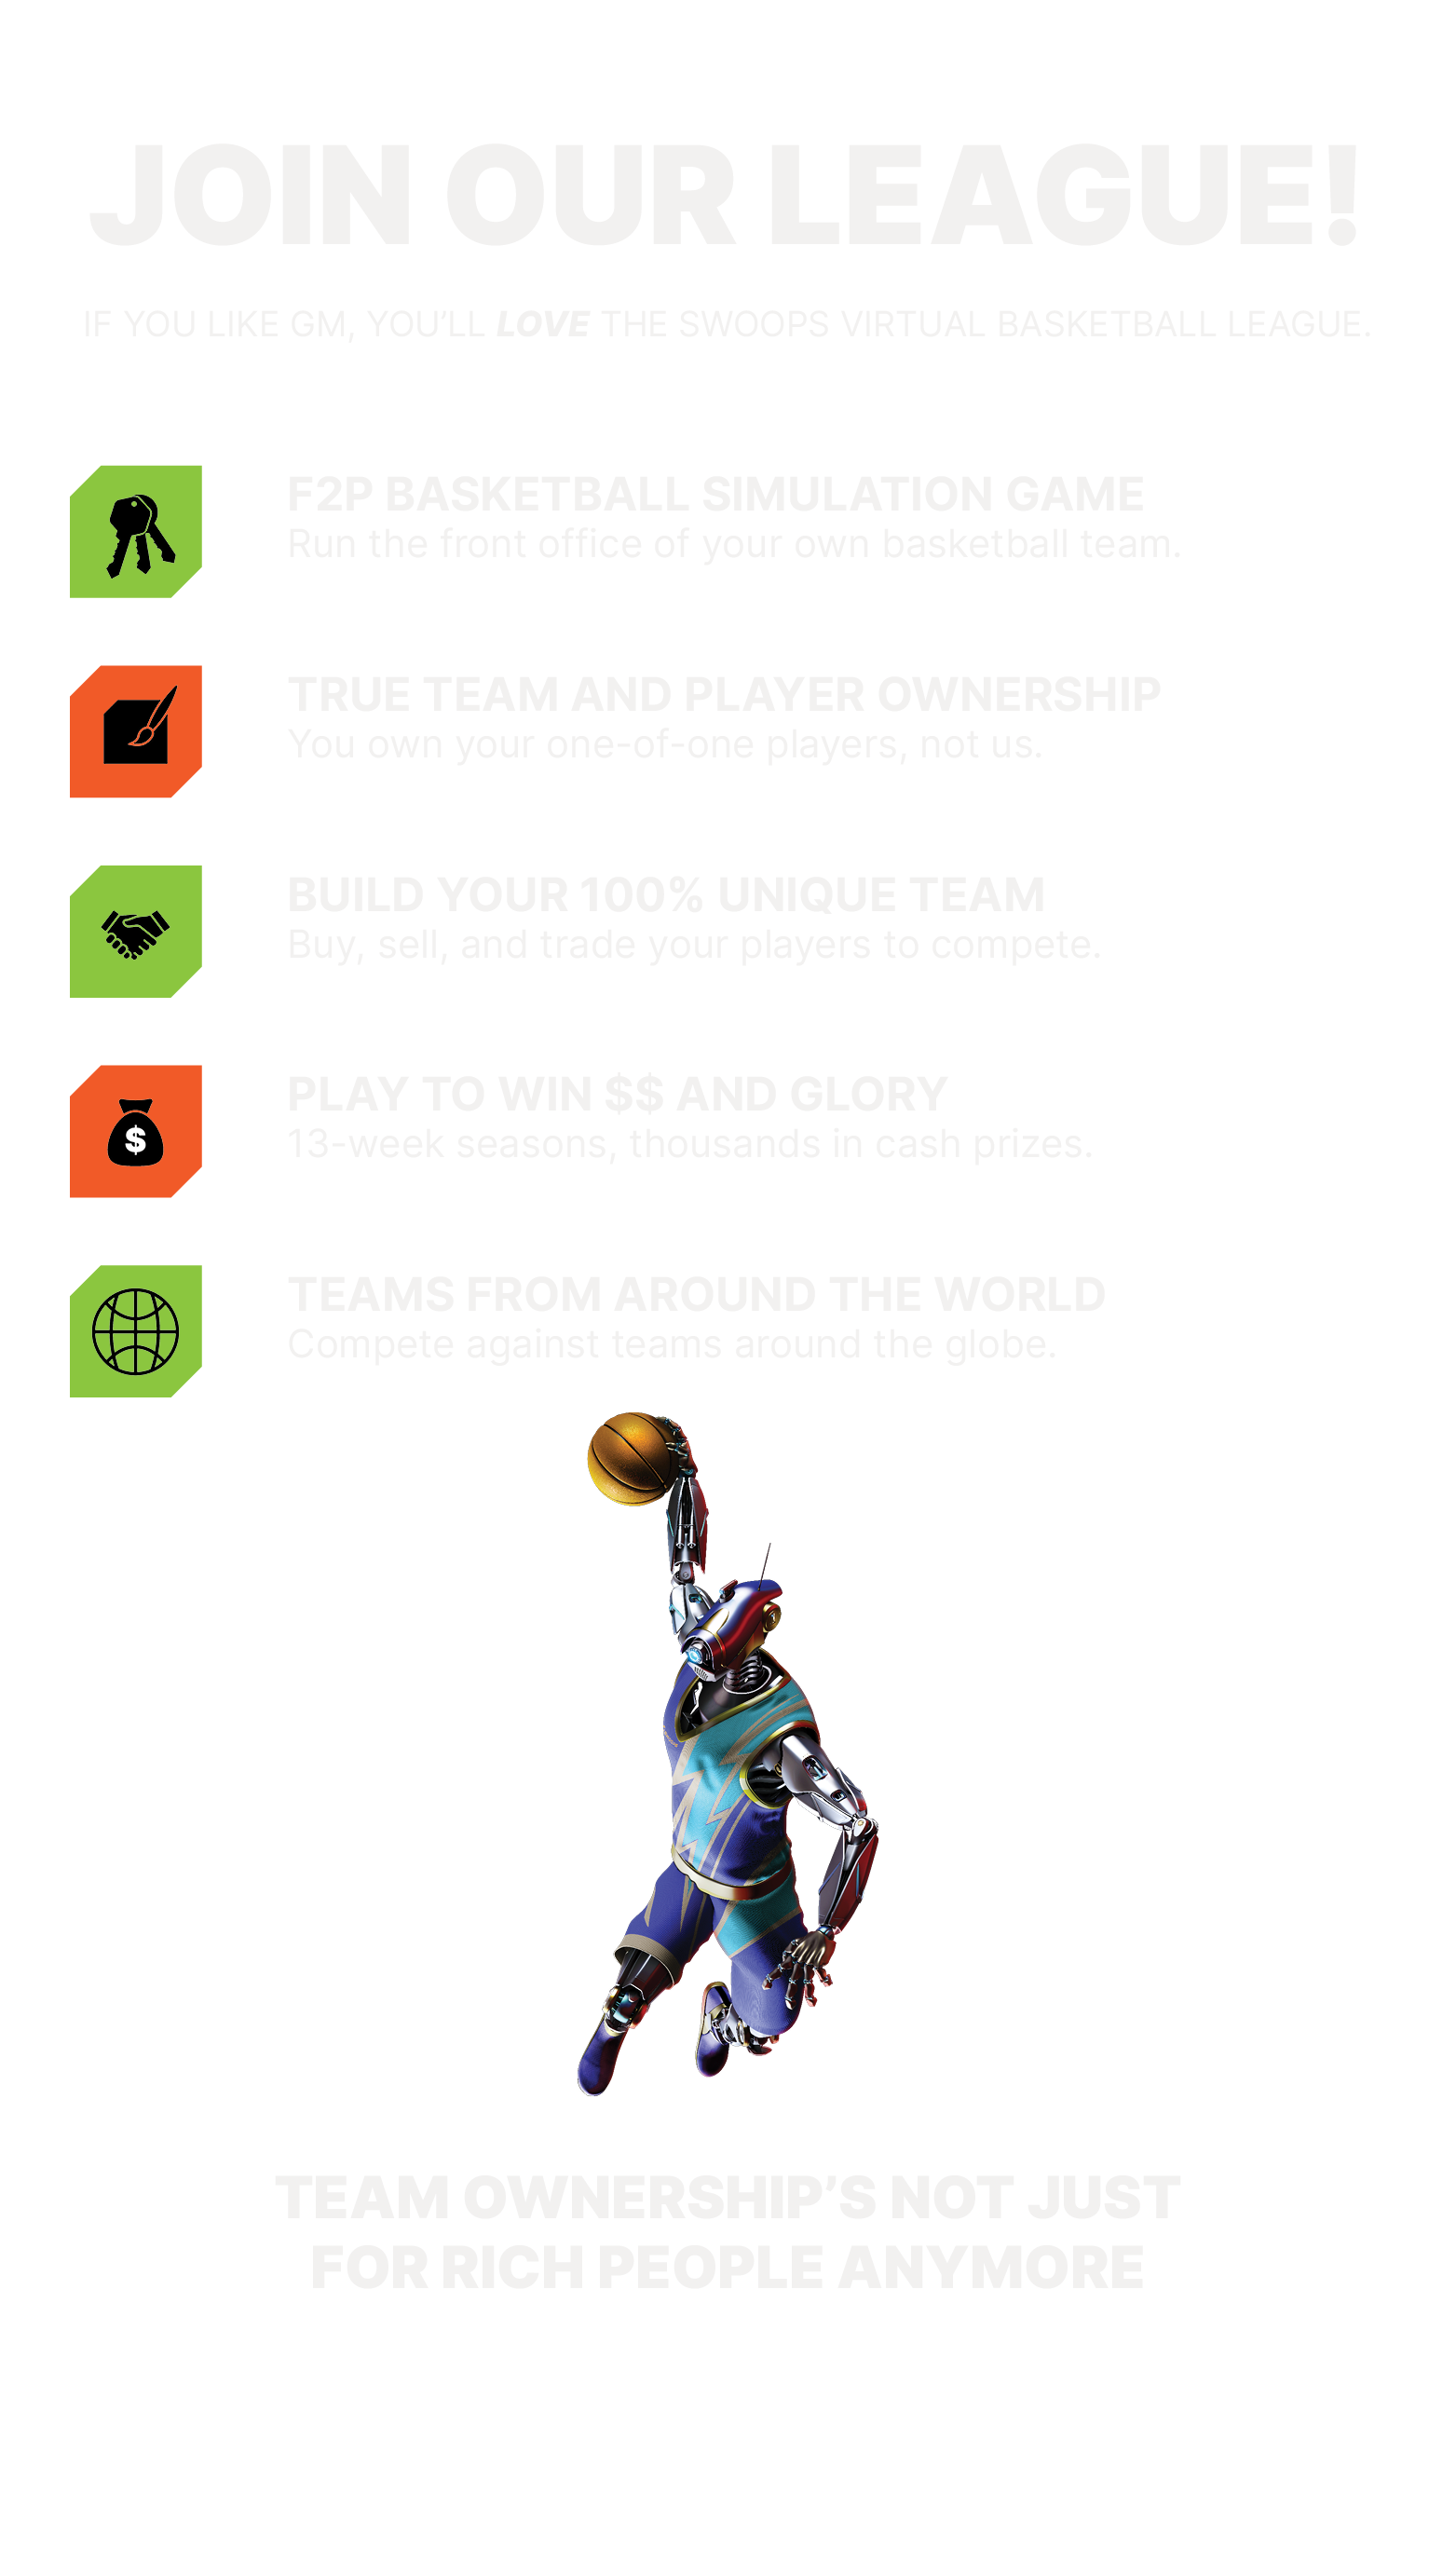 JOIN OUR LEAGUE!
IF YOU LIKE GM, YOU’LL LOVE THE SWOOPS VIRTUAL BASKETBALL LEAGUE.
F2P BASKETBALL SIMULATION GAME
Run the front office of your own basketball team.
TRUE TEAM AND PLAYER OWNERSHIP
You own your one-of-one players, not us.
BUILD YOUR 100% UNIQUE TEAM
Buy, sell, and trade your players to compete.
PLAY TO WIN $$ AND GLORY
13-week seasons, thousands in cash prizes.
$
TEAMS FROM AROUND THE WORLD
Compete against teams around the globe.
TEAM OWNERSHIP’S NOT JUST
FOR RICH PEOPLE ANYMORE